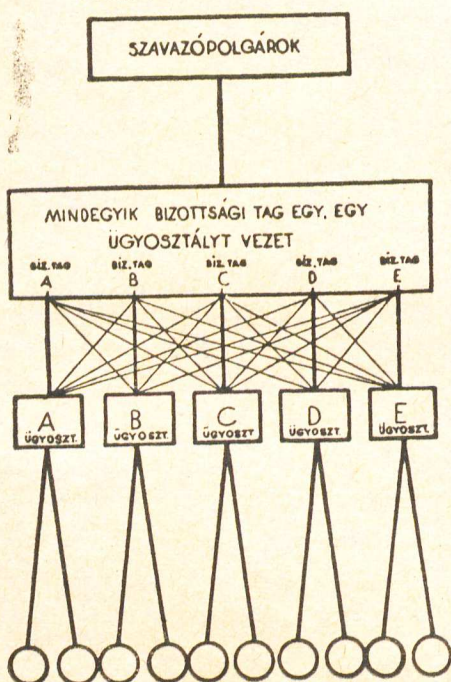 SZAVAZÓPOLGÁROK
MINDEGYIK BIZOTTSÁGI TAG EGY, EGY
ÜGYOSZTÁLYT VEZET
BIZ.TAG BIZ.TAG BIZ.TAG BIZ.TAG BIZ.TAG
A B C D E
A B C D E
ÜGYOSZT. ÜGYOSZT. ÜGYOSZT. ÜGYOSZT. ÜGYOSZT.